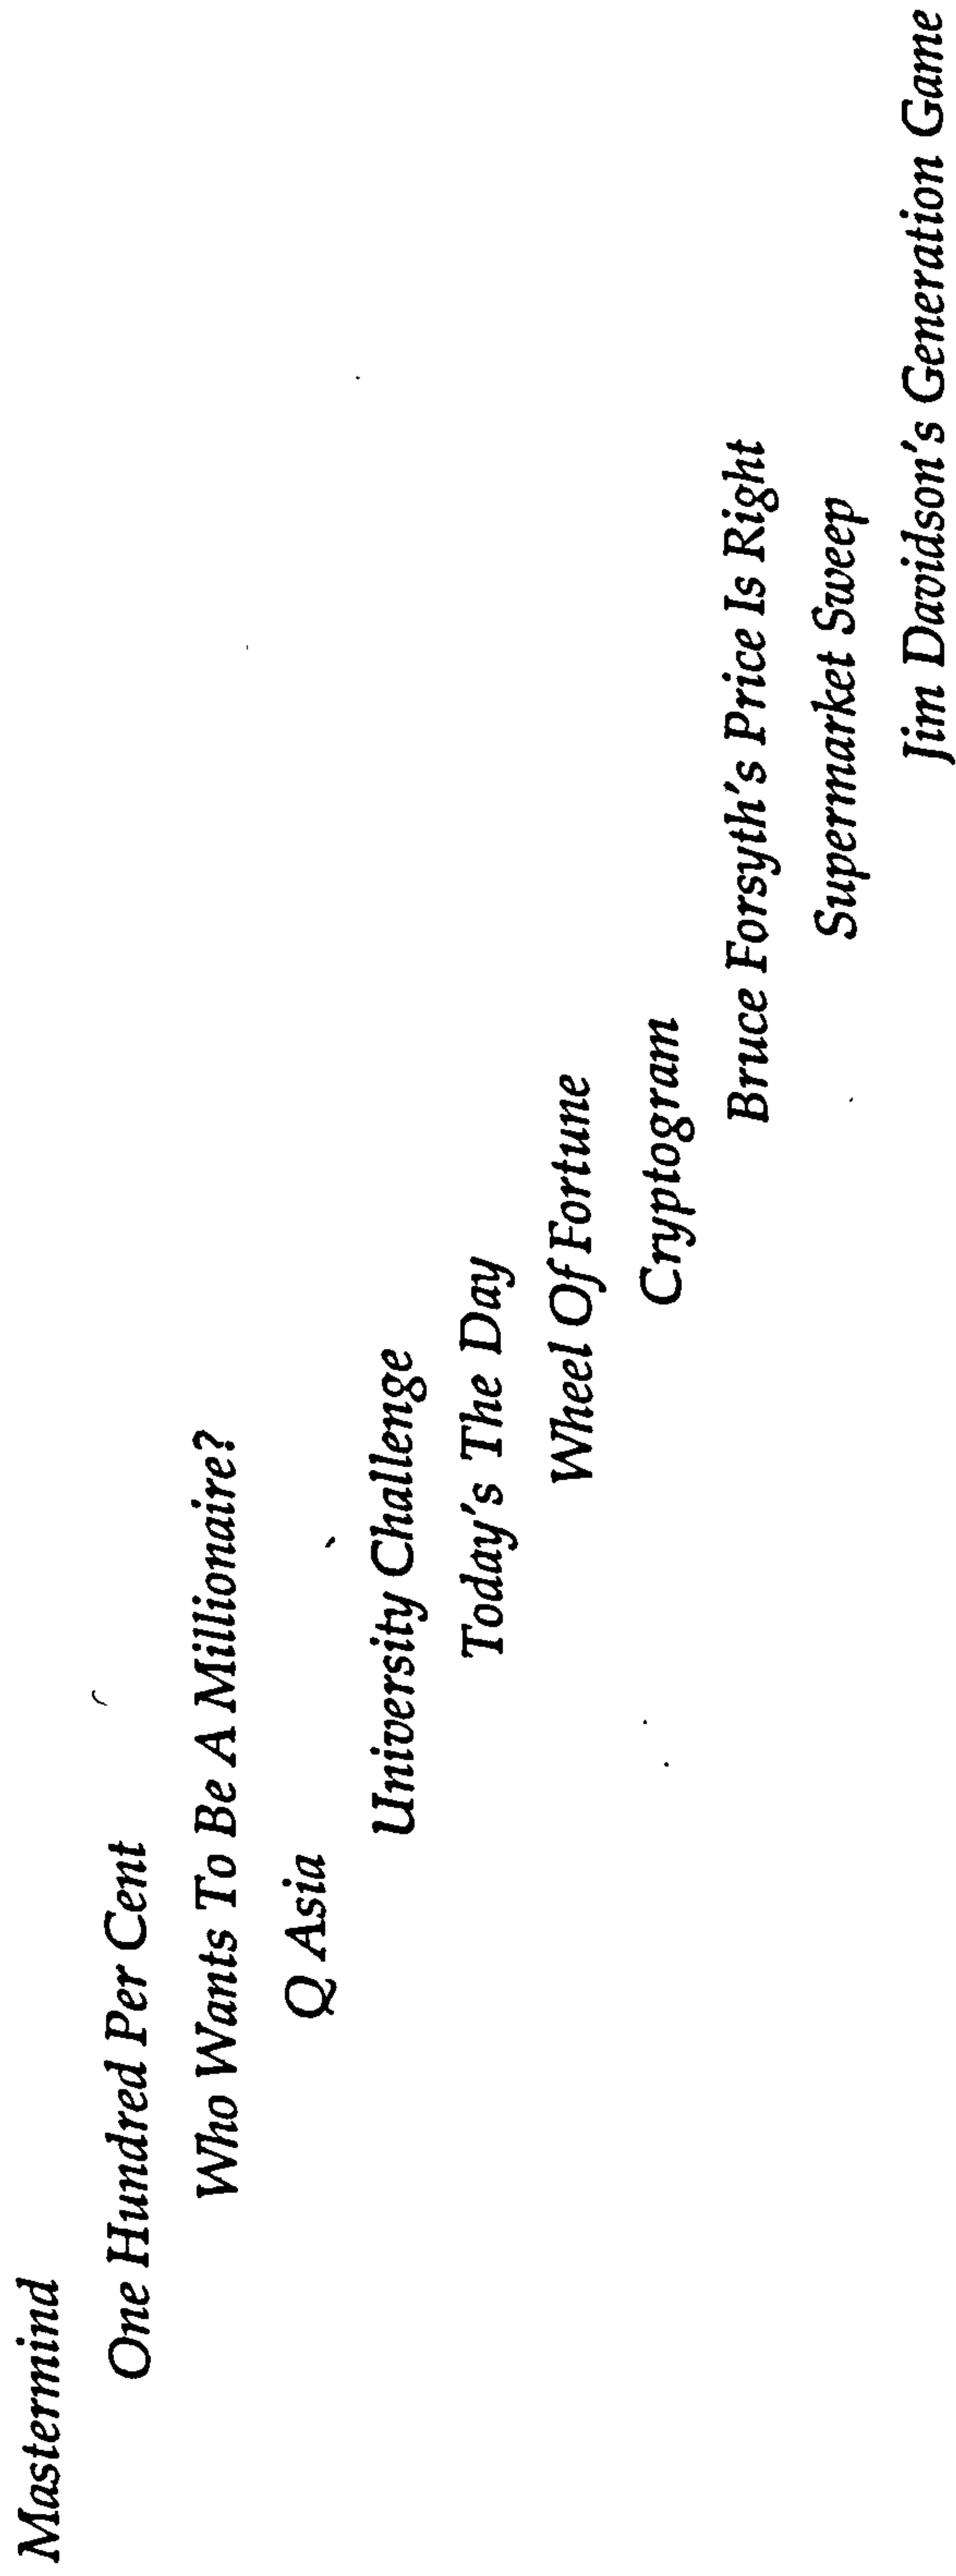 Mastermind
One Hundred Per Cent
Who Wants To Be A Millionaire?
Q Asia
University Challenge
Today's The Day
Wheel Of Fortune
Cryptogram
Bruce Forsyth's Price Is Right
Supermarket Sweep
Jim Davidson's Generation Game